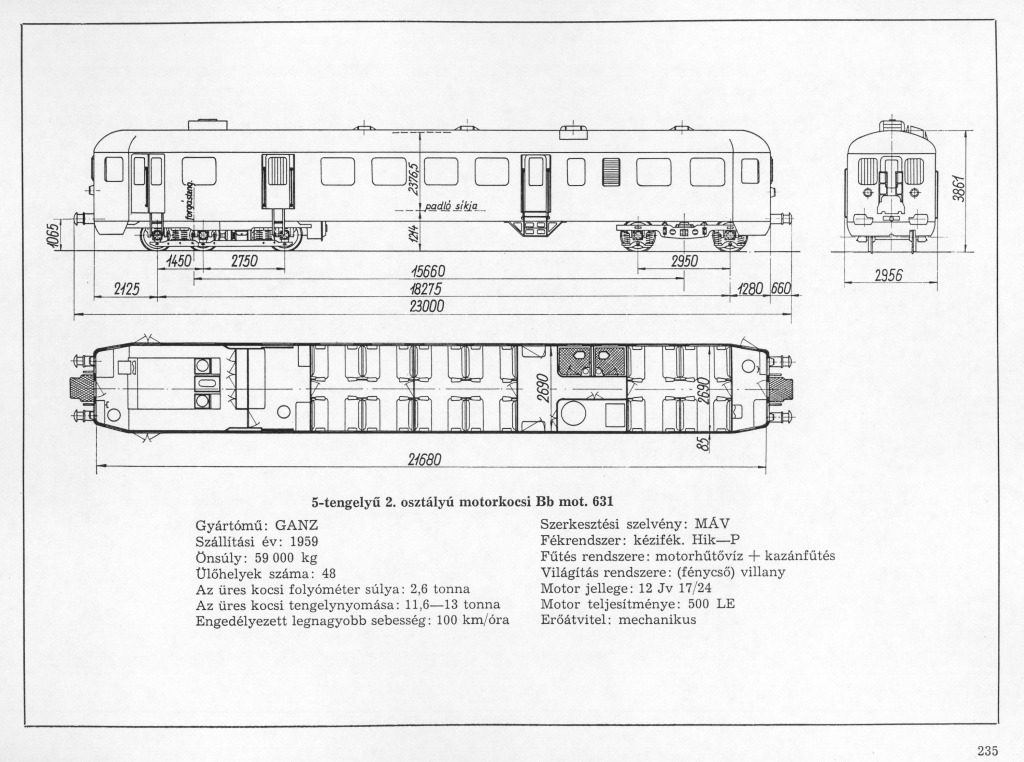 forgásteng.
2376,5
padló síkja
1214
1065
1450
2750
15660
2950
2125
18275
1280
660
23000
3861
2956
2690
2690
85
21680
5-tengelyű 2. osztályú motorkocsi Bb mot. 631
Gyártómű: GANZ
Szállítási év: 1959
Önsúly: 59 000 kg
Ülőhelyek száma: 48
Az üres kocsi folyóméter súlya: 2,6 tonna
Az üres kocsi tengelynyomása: 11,6—13 tonna
Engedélyezett legnagyobb sebesség: 100 km/óra
Szerkesztési szelvény: MÁV
Fékrendszer: kézifék. Hik—P
Fűtés rendszere: motorhűtővíz + kazánfűtés
Világítás rendszere: (fénycső) villany
Motor jellege: 12 Jv 17/24
Motor teljesítménye: 500 LE
Erőátvitel: mechanikus
235